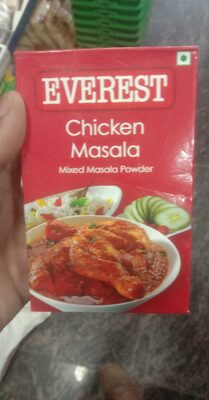 EVEREST
Chicken
Masala
Mixed Masala Powder